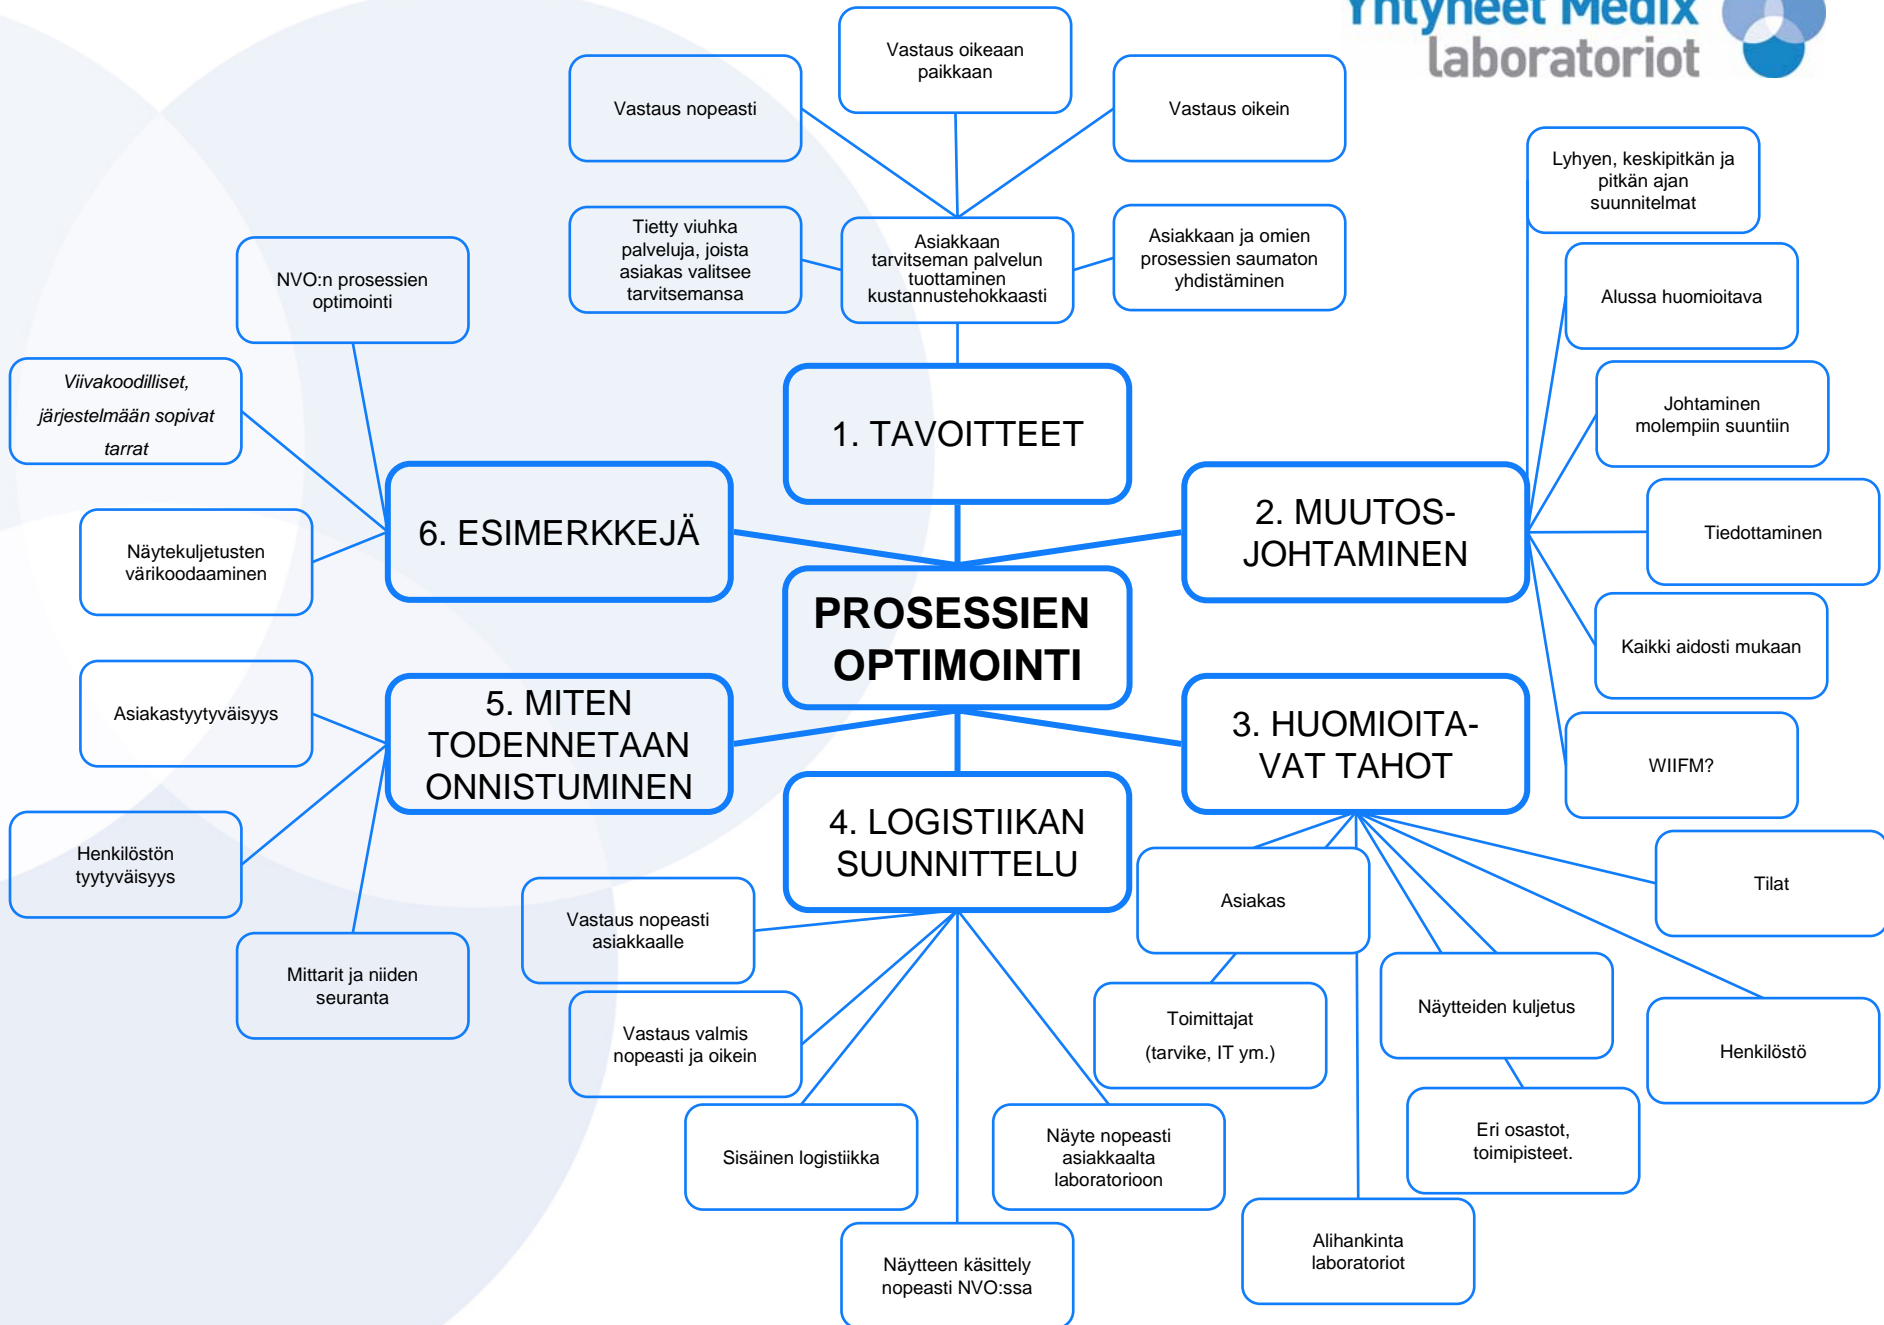 Yhtyneet Medix
laboratoriot
Vastaus oikeaan
paikkaan
Vastaus nopeasti
Vastaus oikein
Tietty viuhka
palveluja, joista
asiakas valitsee
tarvitsemansa
Asiakkaan
tarvitseman palvelun
tuottaminen
kustannustehokkaasti
Asiakkaan ja omien
prosessien saumaton
yhdistäminen
1. TAVOITTEET
Lyhyen, keskipitkän ja
pitkän ajan
suunnitelmat
Alussa huomioitava
Johtaminen
molempiin suuntiin
Tiedottaminen
Kaikki aidosti mukaan
WIIFM?
2. MUUTOS-
JOHTAMINEN
NVO:n prosessien
optimointi
Viivakoodilliset,
järjestelmään sopivat
tarrat
Näytekuljetusten
värikoodaaminen
6. ESIMERKKEJÄ
PROSESSIEN
OPTIMOINTI
5. MITEN
TODENNETAAN
ONNISTUMINEN
Asiakastyytyväisyys
Henkilöstön
tyytyväisyys
Mittarit ja niiden
seuranta
4. LOGISTIIKAN
SUUNNITTELU
Vastaus nopeasti
asiakkaalle
Vastaus valmis
nopeasti ja oikein
Sisäinen logistiikka
Näytteen käsittely
nopeasti NVO:ssa
Näyte nopeasti
asiakkaalta
laboratorioon
3. HUOMIOITA-
VAT TAHOT
Asiakas
Toimittajat
(tarvike, IT ym.)
Alihankinta
laboratoriot
Näytteiden kuljetus
Eri osastot,
toimipisteet.
Henkilöstö
Tilat